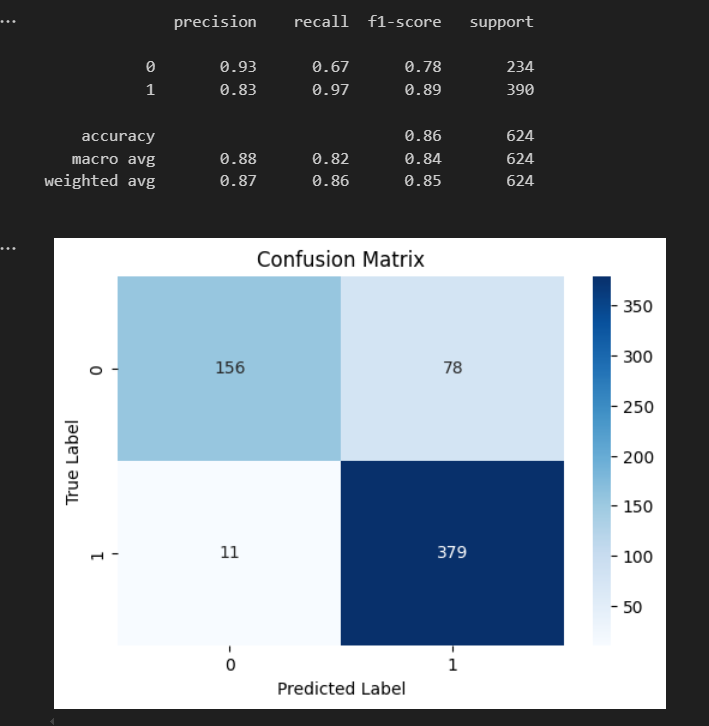 precision recall f1-score support
0 0.93 0.67 0.78 234
1 0.83 0.97 0.89 390
accuracy 0.86 624
macro avg 0.88 0.82 0.84 624
weighted avg 0.87 0.86 0.85 624
Confusion Matrix
350
300
250
200
150
100
50
0
156 78
True Label
1
11 379
0 1
Predicted Label